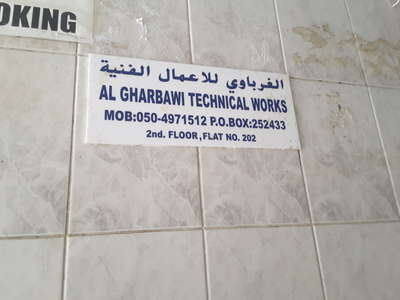 OKING
الغرباوي للاعمال الفنية
AL GHARBAWI TECHNICAL WORKS
MOB:050-4971512 P.O.BOX:252433
2nd. FLOOR, FLAT NO. 202